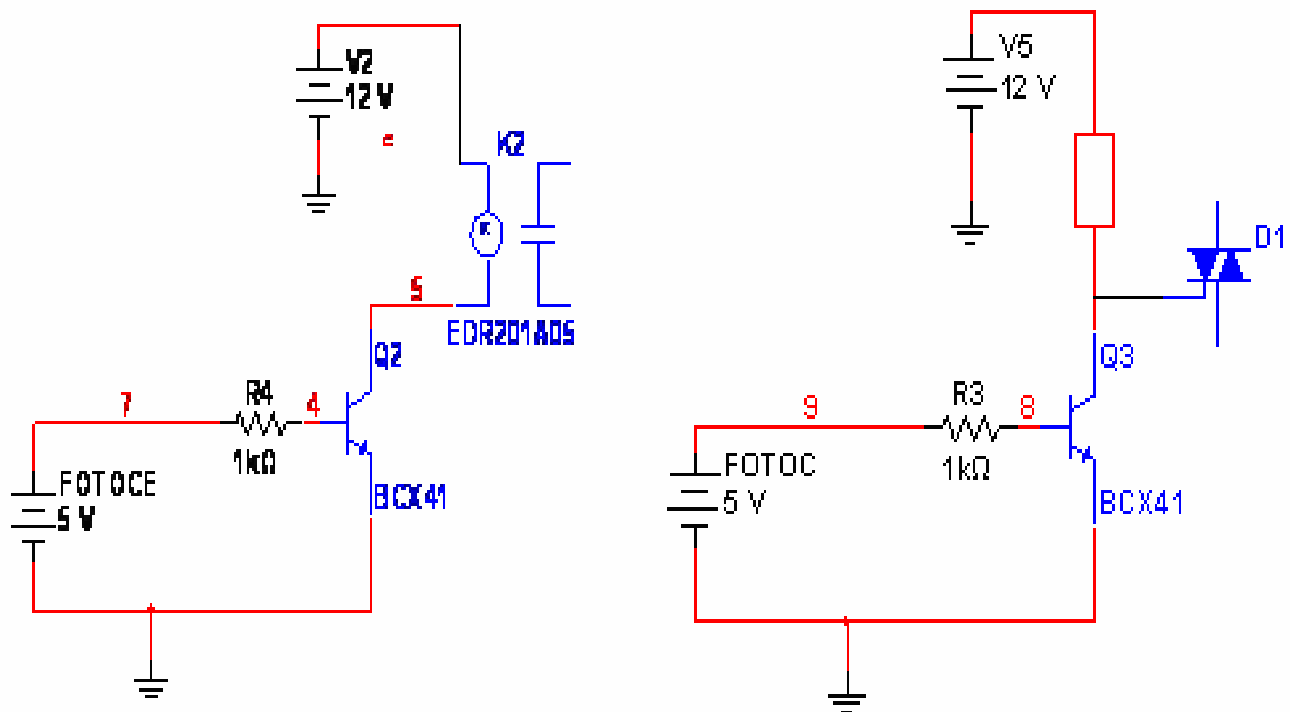 V2
12 V
e
K2
K
5
EDR201A05
Q2
R4
7
4
1kΩ
FOTOCE
5 V
BCX41
V5
12 V
D1
Q3
R3
9
8
1kΩ
FOTOC
5 V
BCX41